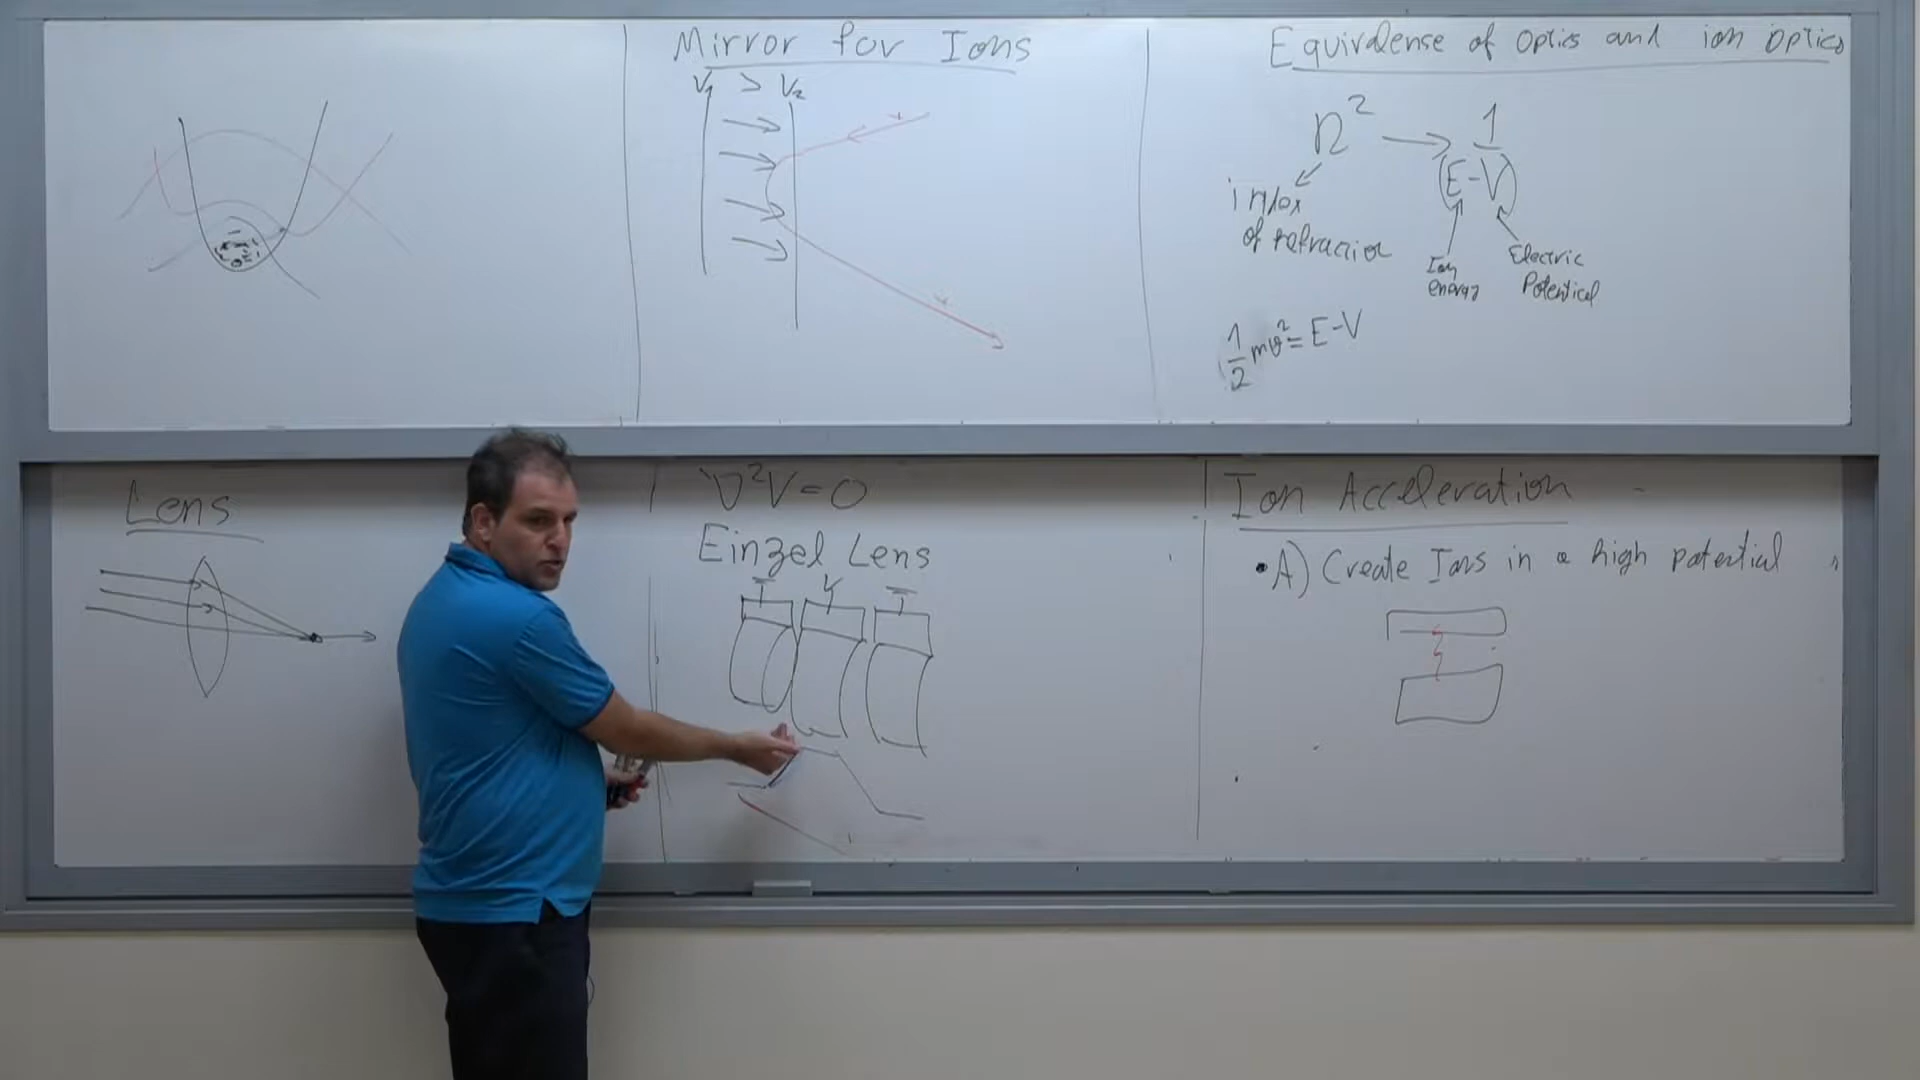 Mirror for Ions
V₁ > V₂
Equivalense of optics and ion optics
n² → 1
(E-V)
index
of refraction
Ion
energy
Electric
Potential
1/2 mv² = E-V
Lens
∇²V=0
Einzel Lens
V
Ion Acceleration
• A) Create Ions in a high potential